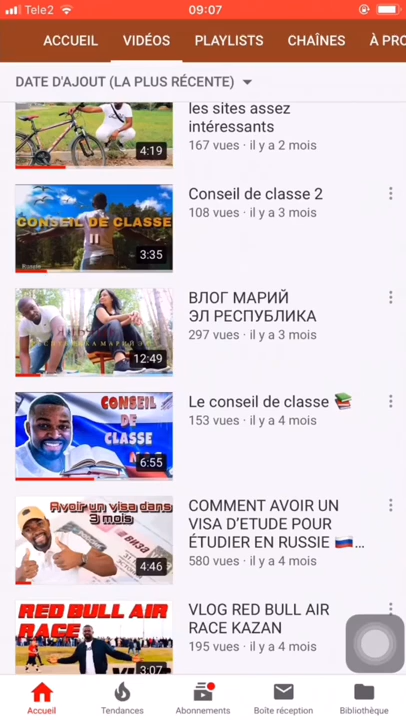 Tele2
09:07
ACCUEIL
VIDÉOS
PLAYLISTS
CHAÎNES
À PRO
DATE D'AJOUT (LA PLUS RÉCENTE)
les sites assez
intéressants
167 vues · il y a 2 mois
4:19
CONSEIL DE CLASSE
3:35
Conseil de classe 2
108 vues · il y a 3 mois
12:49
ВЛОГ МАРИЙ
ЭЛ РЕСПУБЛИКА
297 vues · il y a 3 mois
CONSEIL
DE
CLASSE
6:55
Le conseil de classe
153 vues · il y a 4 mois
Avoir un visa dans
3 mois
ВИЗА
4:46
COMMENT AVOIR UN
VISA D'ETUDE POUR
ÉTUDIER EN RUSSIE ...
580 vues · il y a 4 mois
RED BULL AIR
RACE
3:07
VLOG RED BULL AIR
RACE KAZAN
195 vues · il y a 4 mois
Accueil
Tendances
Abonnements
Boîte réception
Bibliothèque